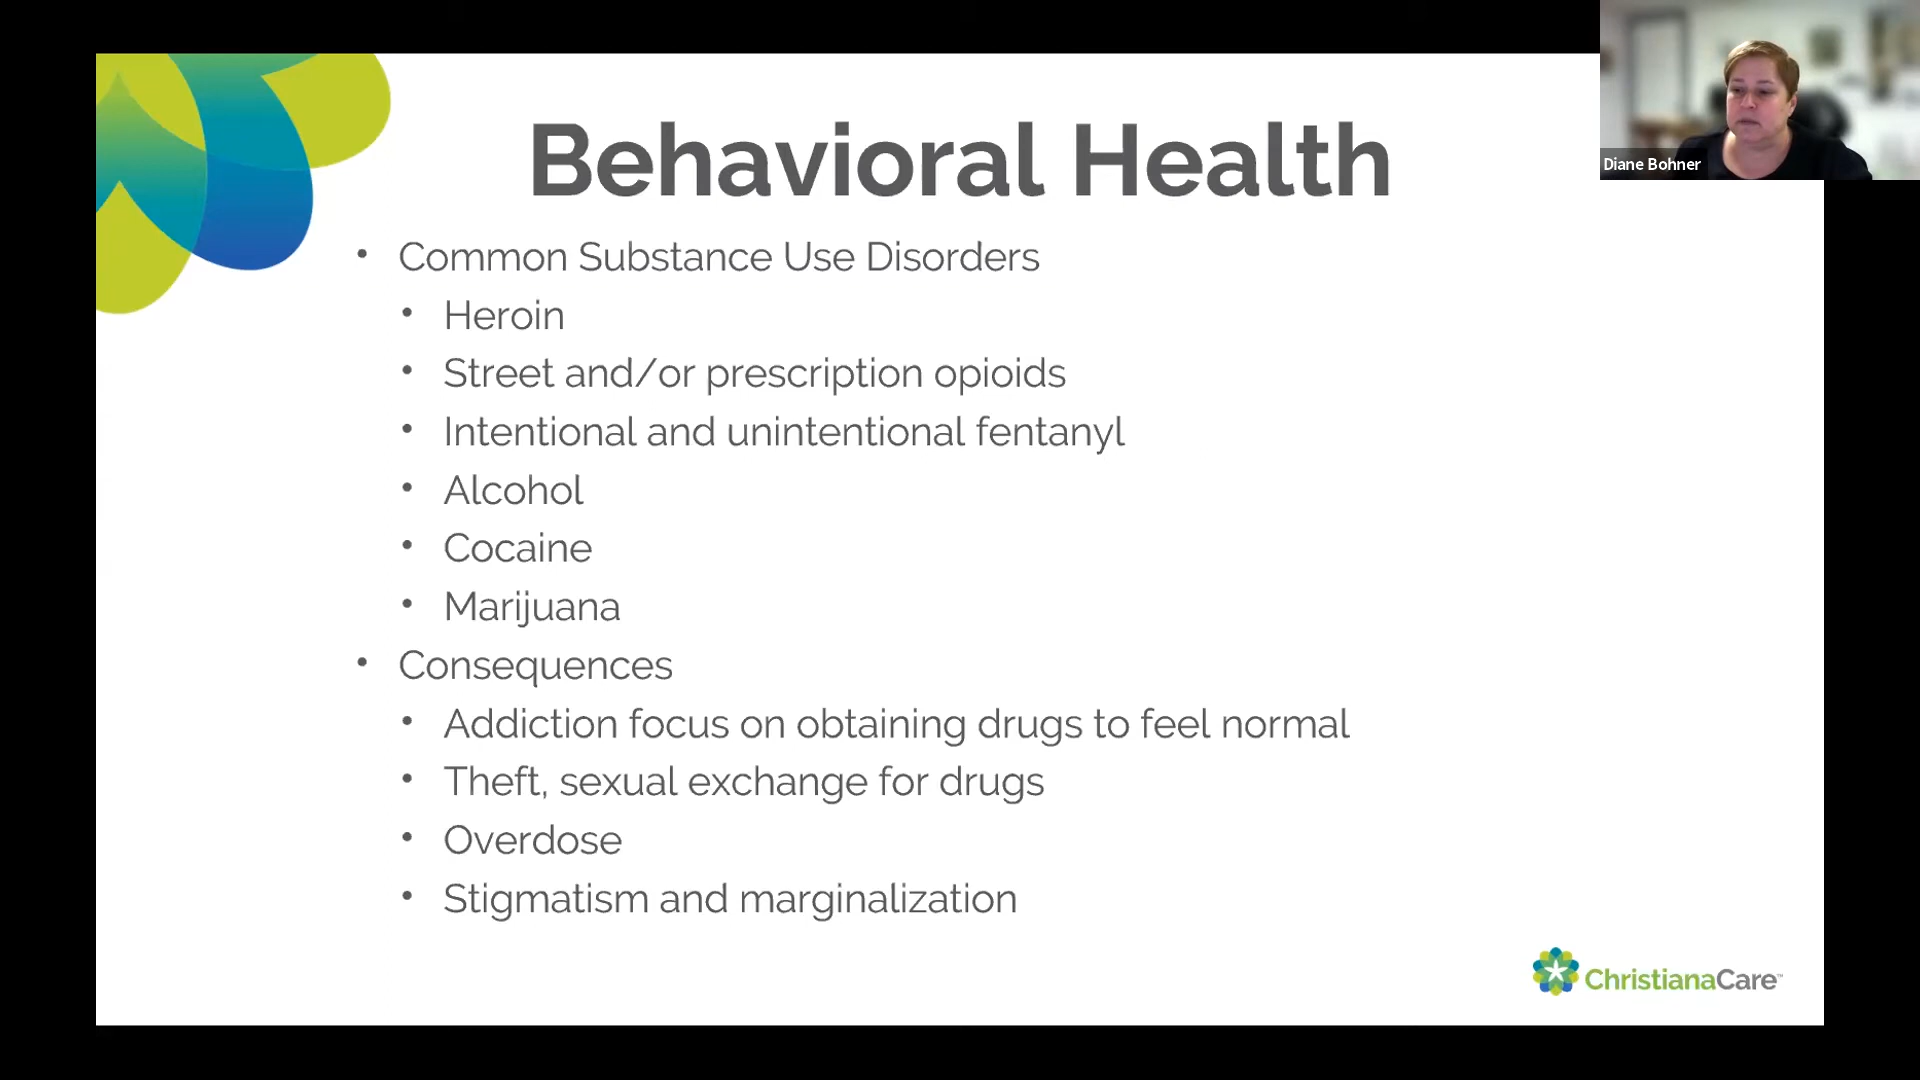 Behavioral Health
Diane Bohner
• Common Substance Use Disorders
• Heroin
• Street and/or prescription opioids
• Intentional and unintentional fentanyl
• Alcohol
• Cocaine
• Marijuana
• Consequences
• Addiction focus on obtaining drugs to feel normal
• Theft, sexual exchange for drugs
• Overdose
• Stigmatism and marginalization
ChristianaCare™